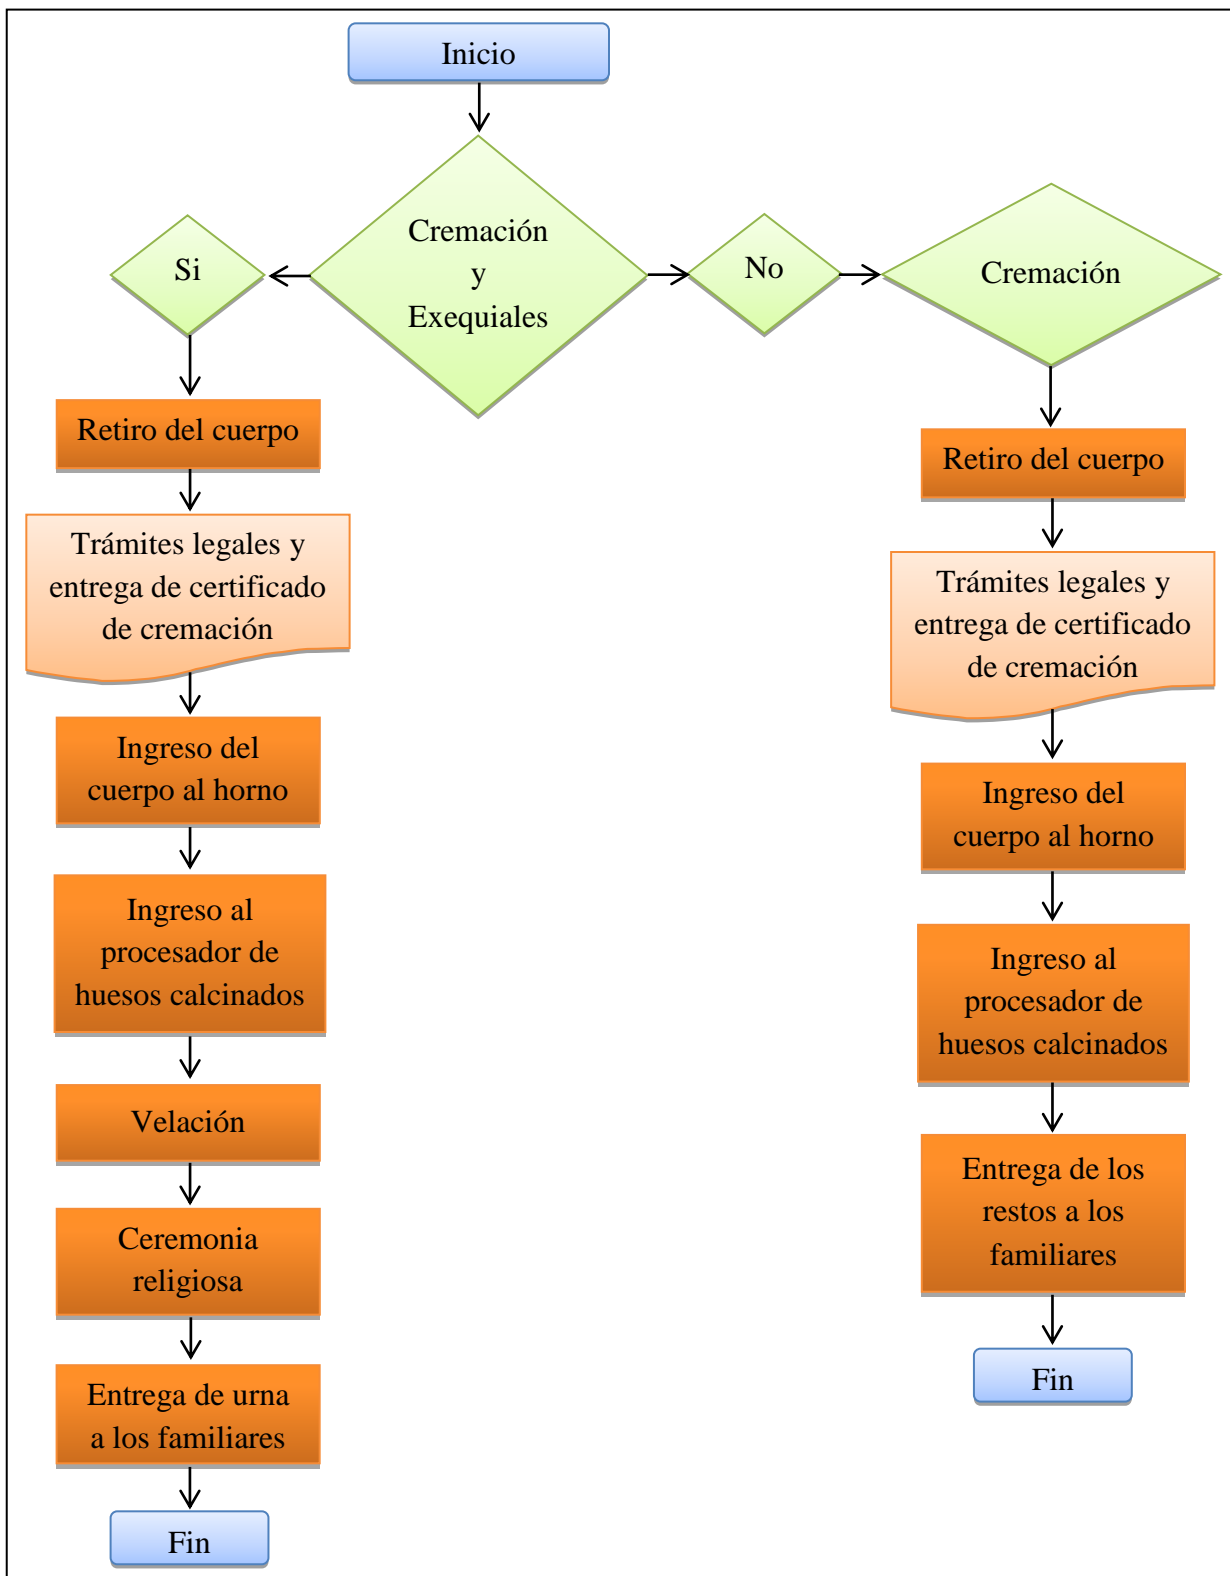 Inicio
Cremación
y
Exequiales
Si
No
Cremación
Retiro del cuerpo
Trámites legales y
entrega de certificado
de cremación
Ingreso del
cuerpo al horno
Ingreso al
procesador de
huesos calcinados
Velación
Ceremonia
religiosa
Entrega de urna
a los familiares
Fin
Retiro del cuerpo
Trámites legales y
entrega de certificado
de cremación
Ingreso del
cuerpo al horno
Ingreso al
procesador de
huesos calcinados
Entrega de los
restos a los
familiares
Fin